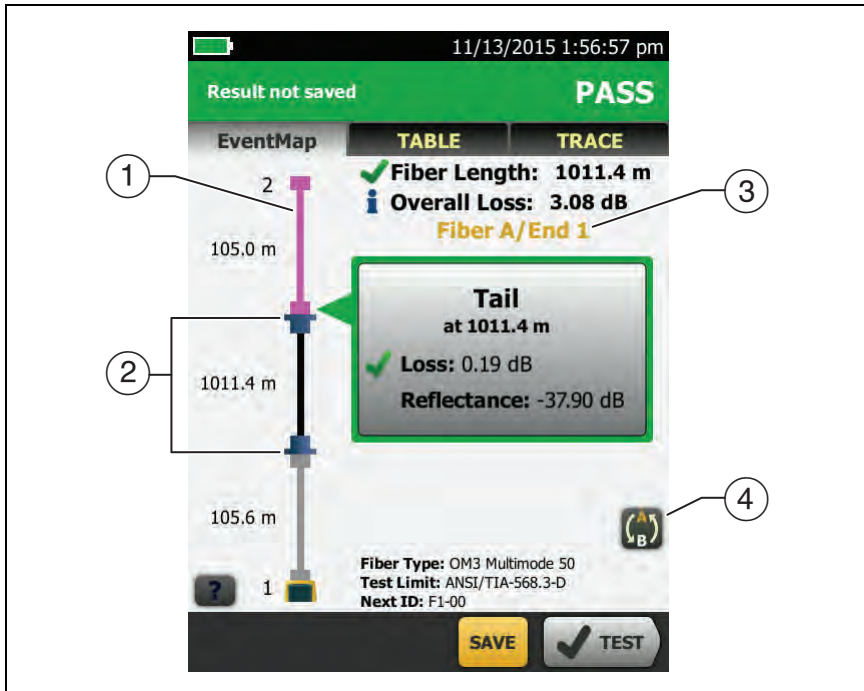 11/13/2015 1:56:57 pm
Result not saved PASS
EventMap TABLE TRACE
1
2
Fiber Length: 1011.4 m
i Overall Loss: 3.08 dB
3
Fiber A/End 1
105.0 m
Tail
at 1011.4 m
2
Loss: 0.19 dB
1011.4 m
Reflectance: -37.90 dB
4
105.6 m
A
B
Fiber Type: OM3 Multimode 50
Test Limit: ANSI/TIA-568.3-D
? 1
Next ID: F1-00
SAVE TEST